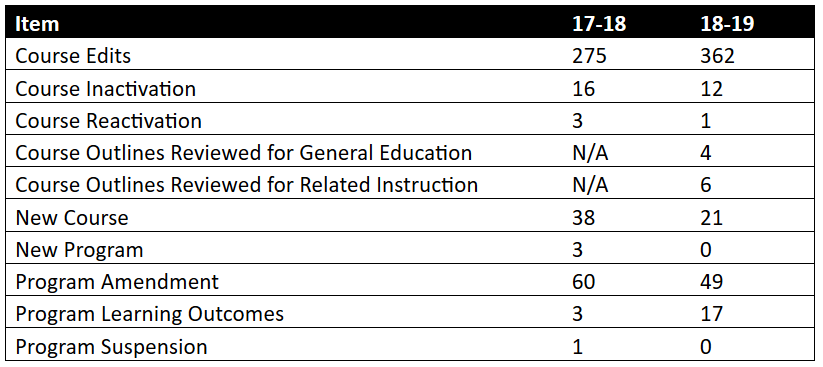 Item 17-18 18-19
Course Edits 275 362
Course Inactivation 16 12
Course Reactivation 3 1
Course Outlines Reviewed for General Education N/A 4
Course Outlines Reviewed for Related Instruction N/A 6
New Course 38 21
New Program 3 0
Program Amendment 60 49
Program Learning Outcomes 3 17
Program Suspension 1 0